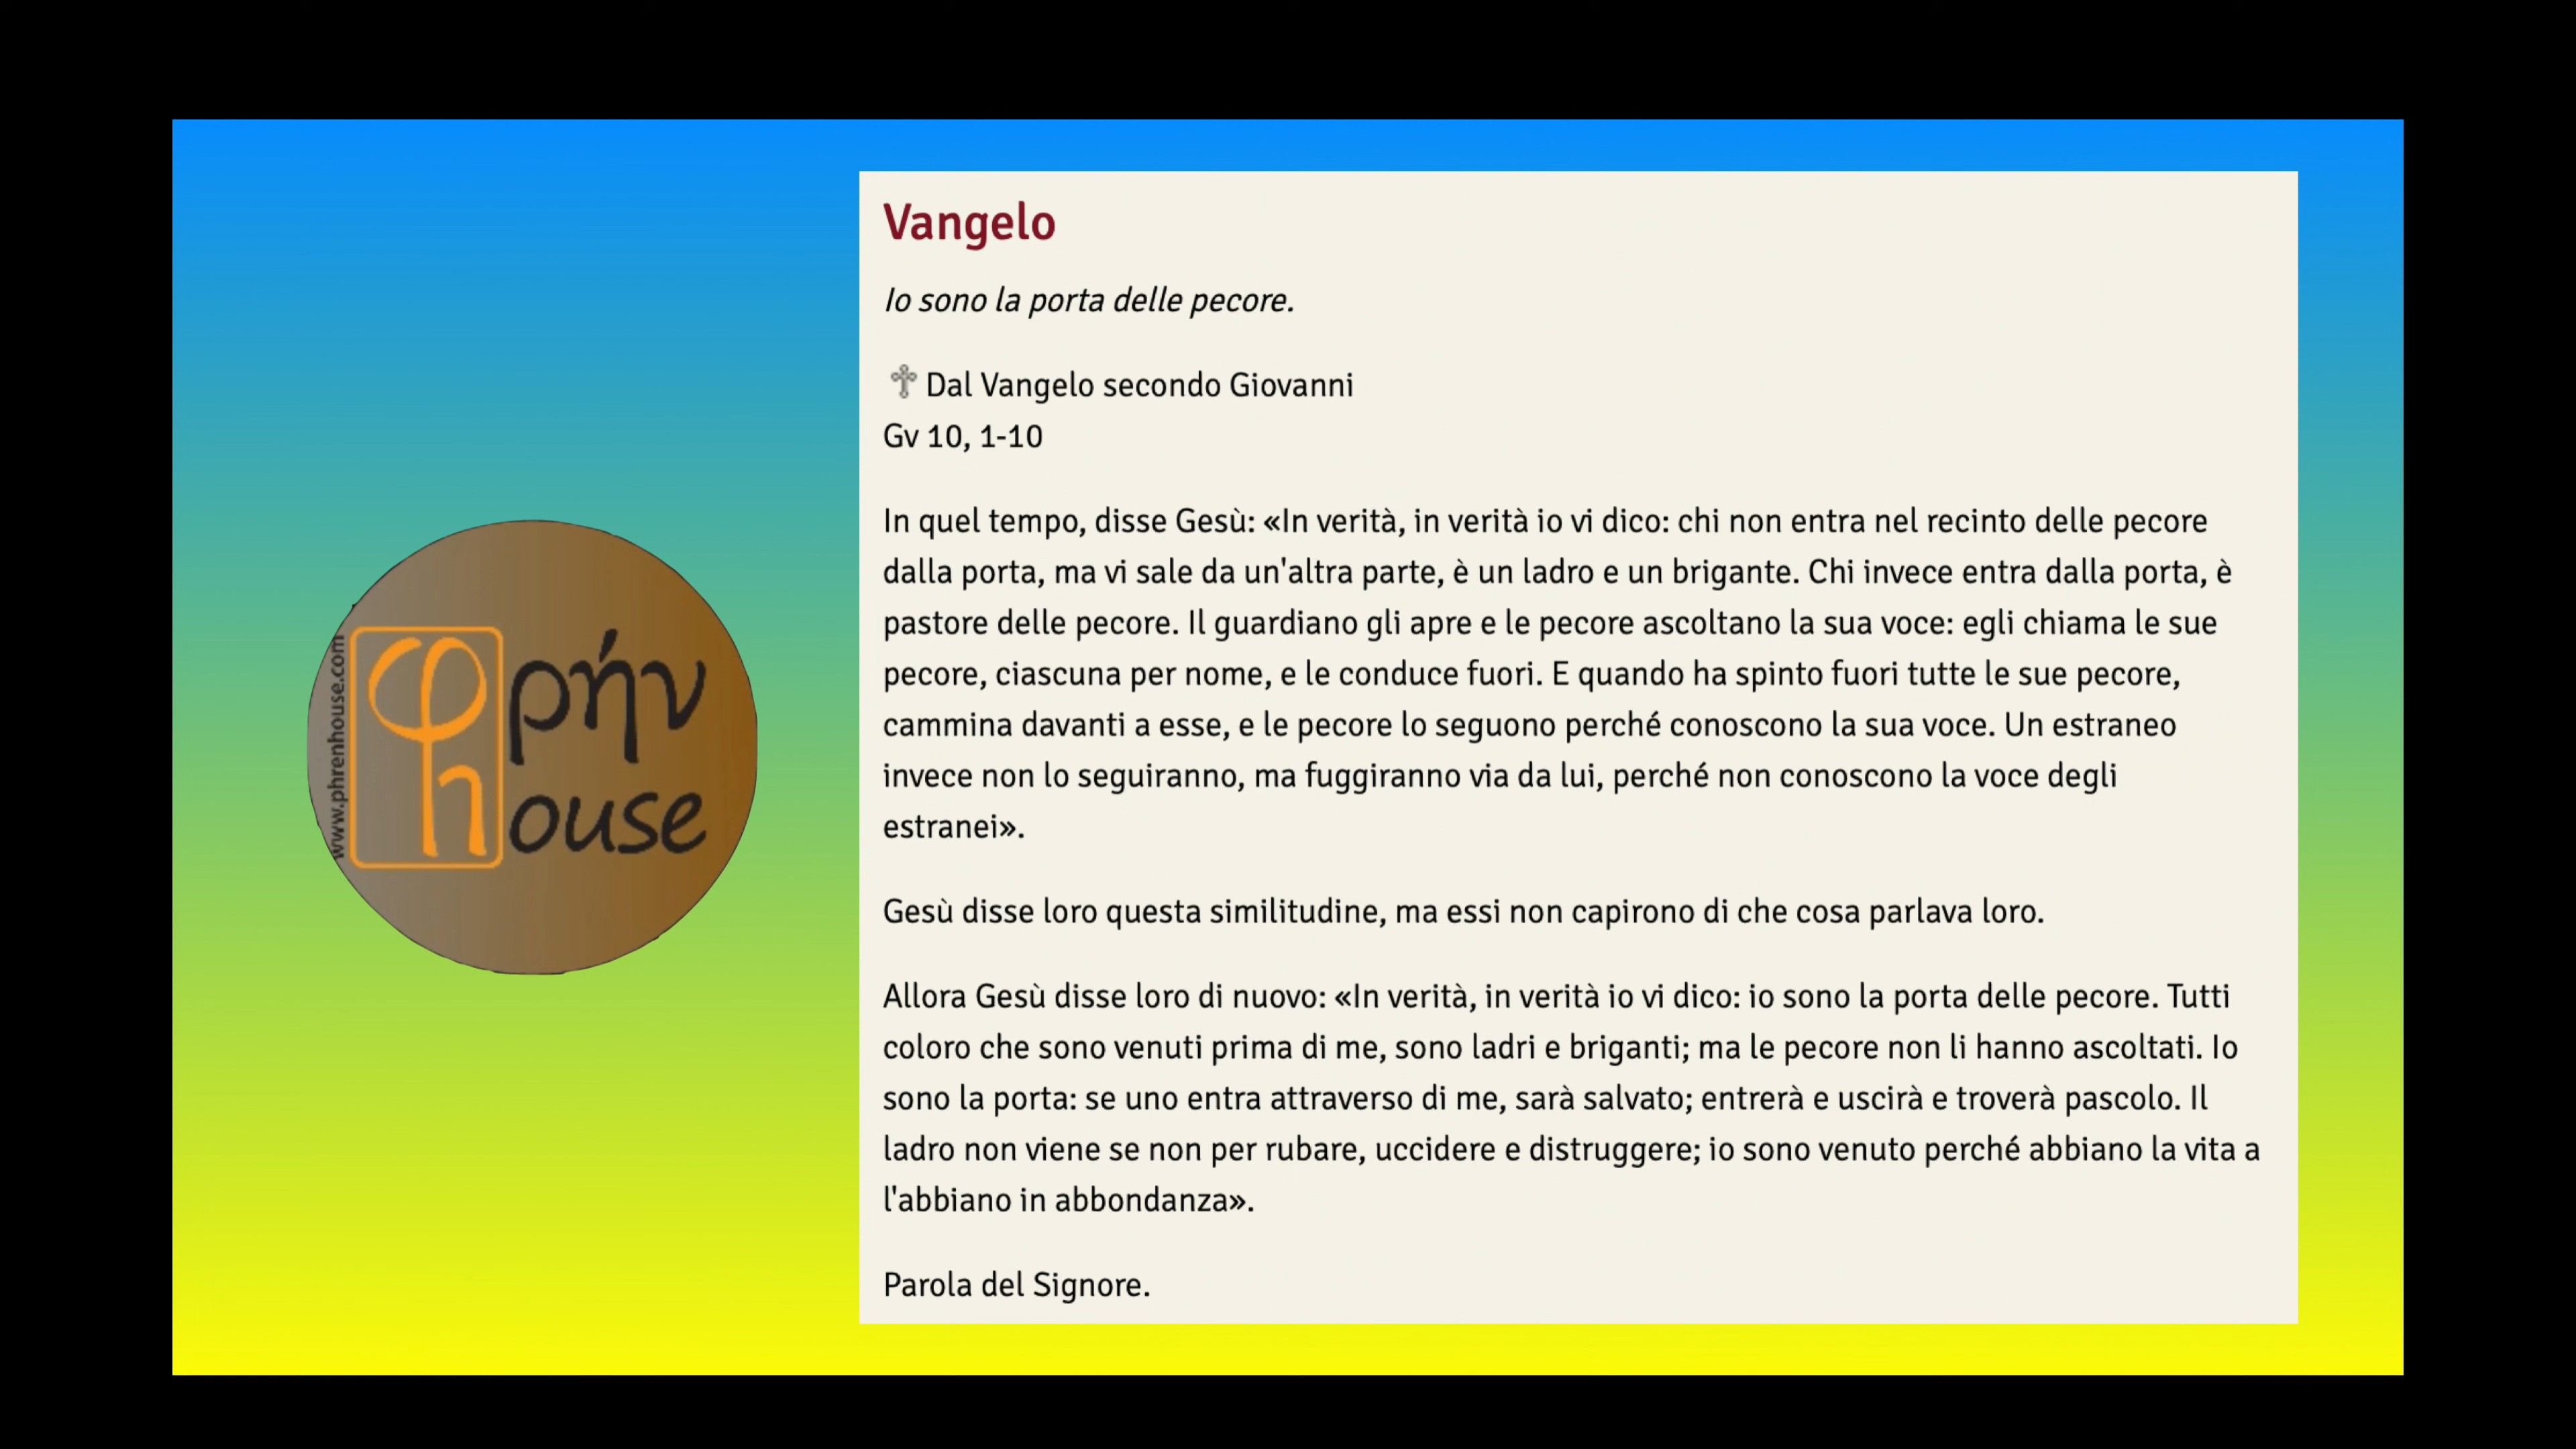 Vangelo
Io sono la porta delle pecore.
Dal Vangelo secondo Giovanni
Gv 10, 1-10
In quel tempo, disse Gesù: «In verità, in verità io vi dico: chi non entra nel recinto delle pecore
dalla porta, ma vi sale da un'altra parte, è un ladro e un brigante. Chi invece entra dalla porta, è
pastore delle pecore. Il guardiano gli apre e le pecore ascoltano la sua voce: egli chiama le sue
pecore, ciascuna per nome, e le conduce fuori. E quando ha spinto fuori tutte le sue pecore,
cammina davanti a esse, e le pecore lo seguono perché conoscono la sua voce. Un estraneo
invece non lo seguiranno, ma fuggiranno via da lui, perché non conoscono la voce degli
estranei».
Gesù disse loro questa similitudine, ma essi non capirono di che cosa parlava loro.
Allora Gesù disse loro di nuovo: «In verità, in verità io vi dico: io sono la porta delle pecore. Tutti
coloro che sono venuti prima di me, sono ladri e briganti; ma le pecore non li hanno ascoltati. Io
sono la porta: se uno entra attraverso di me, sarà salvato; entrerà e uscirà e troverà pascolo. Il
ladro non viene se non per rubare, uccidere e distruggere; io sono venuto perché abbiano la vita a
l'abbiano in abbondanza».
Parola del Signore.
www.phrenhouse.com
φρήν
house